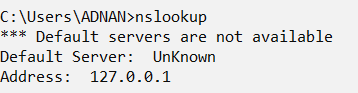 C:\Users\ADNAN>nslookup
*** Default servers are not available
Default Server:  UnKnown
Address:  127.0.0.1